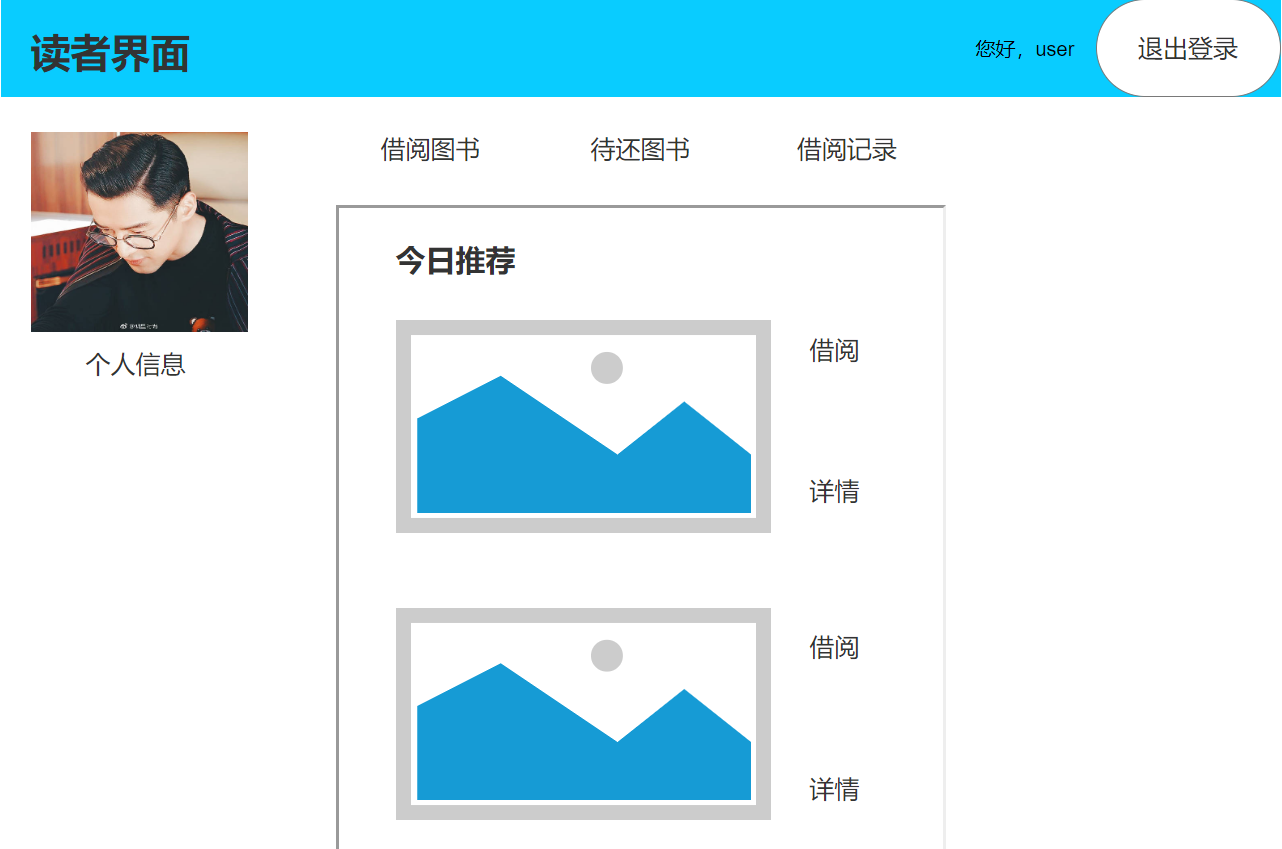 读者界面
您好，user
退出登录
借阅图书
待还图书
借阅记录
个人信息
今日推荐
借阅
详情
借阅
详情